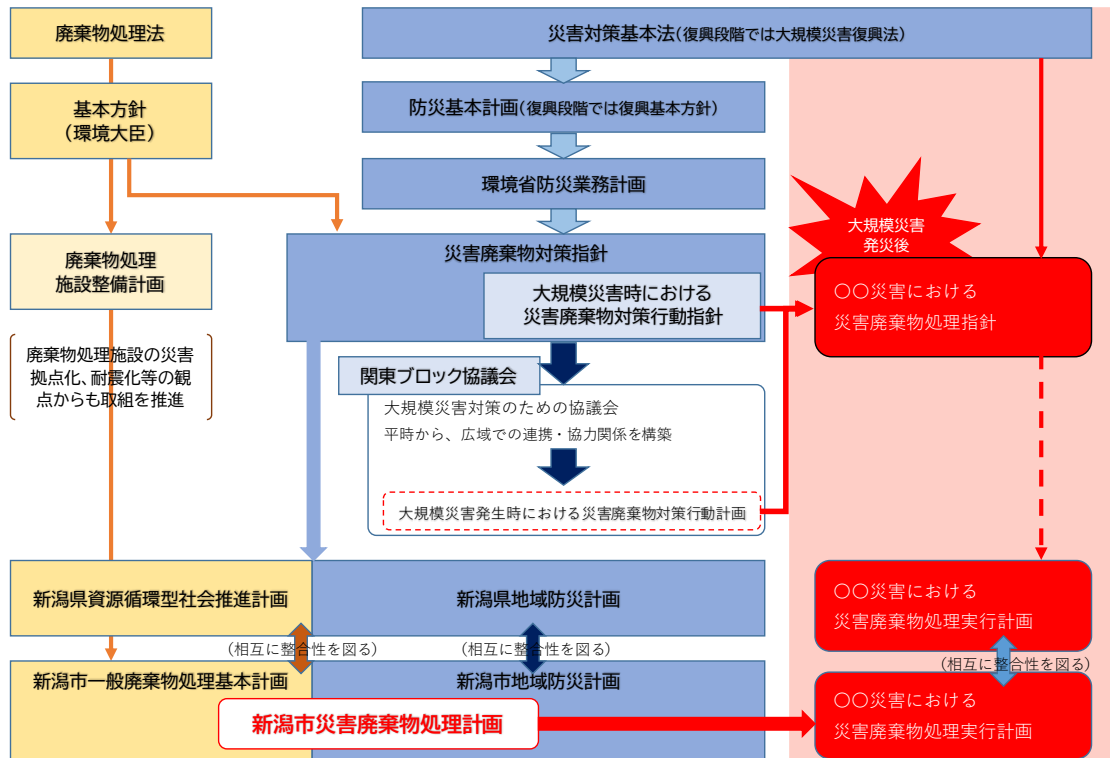 廃棄物処理法
災害対策基本法(復興段階では大規模災害復興法)
基本方針
(環境大臣)
防災基本計画(復興段階では復興基本方針)
環境省防災業務計画
大規模災害
発災後
廃棄物処理
施設整備計画
災害廃棄物対策指針
大規模災害時における
災害廃棄物対策行動指針
〇〇災害における
災害廃棄物処理指針
廃棄物処理施設の災害
拠点化、耐震化等の観
点からも取組を推進
関東ブロック協議会
大規模災害対策のための協議会
平時から、広域での連携・協力関係を構築
大規模災害発生時における災害廃棄物対策行動計画
新潟県資源循環型社会推進計画
新潟県地域防災計画
〇〇災害における
災害廃棄物処理実行計画
(相互に整合性を図る)
(相互に整合性を図る)
(相互に整合性を図る)
新潟市一般廃棄物処理基本計画
新潟市地域防災計画
新潟市災害廃棄物処理計画
〇〇災害における
災害廃棄物処理実行計画